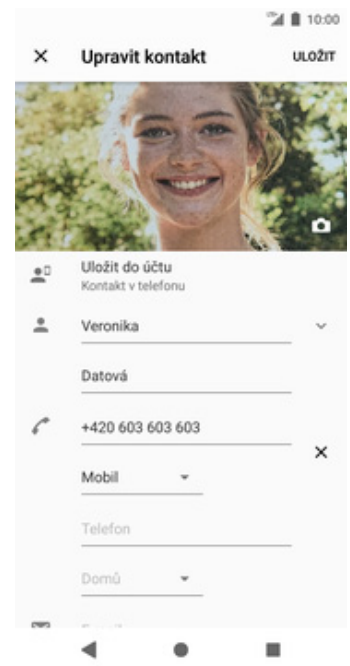 10:00
Upravit kontakt ULOŽIT
Uložit do účtu
Kontakt v telefonu
Veronika
Datová
+420 603 603 603
Mobil
Telefon
Domů